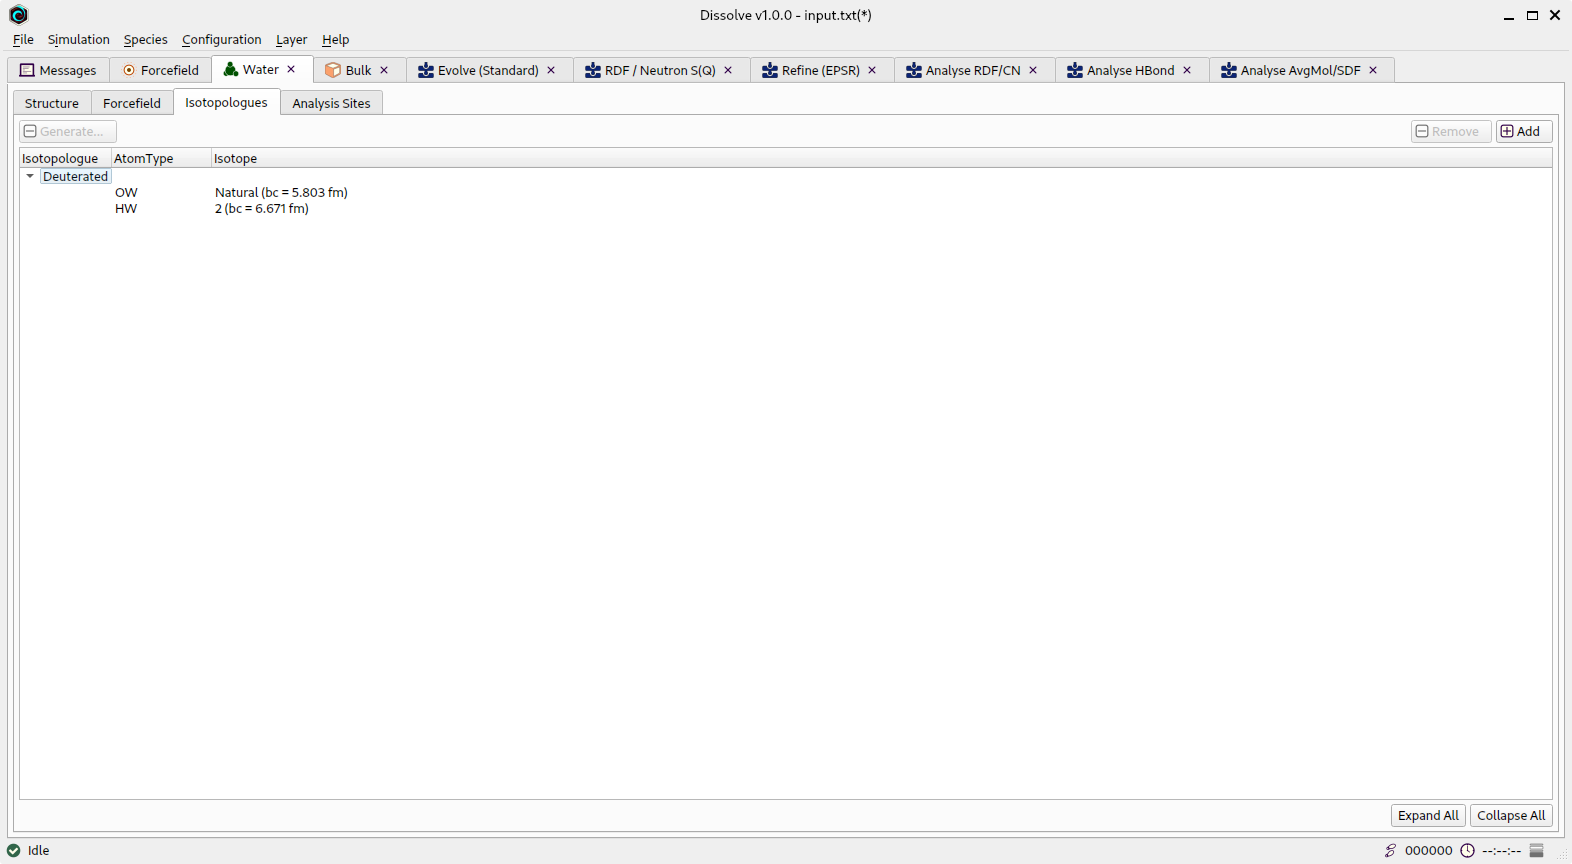 Dissolve v1.0.0 - input.txt(*)
File Simulation Species Configuration Layer Help
Messages Forcefield Water Bulk Evolve (Standard) RDF / Neutron S(Q) Refine (EPSR) Analyse RDF/CN Analyse HBond Analyse AvgMol/SDF
Structure Forcefield Isotopologues Analysis Sites
Generate... Remove Add
Isotopologue AtomType Isotope
Deuterated
OW Natural (bc = 5.803 fm)
HW 2 (bc = 6.671 fm)
Expand All Collapse All
Idle 000000 --:--:--